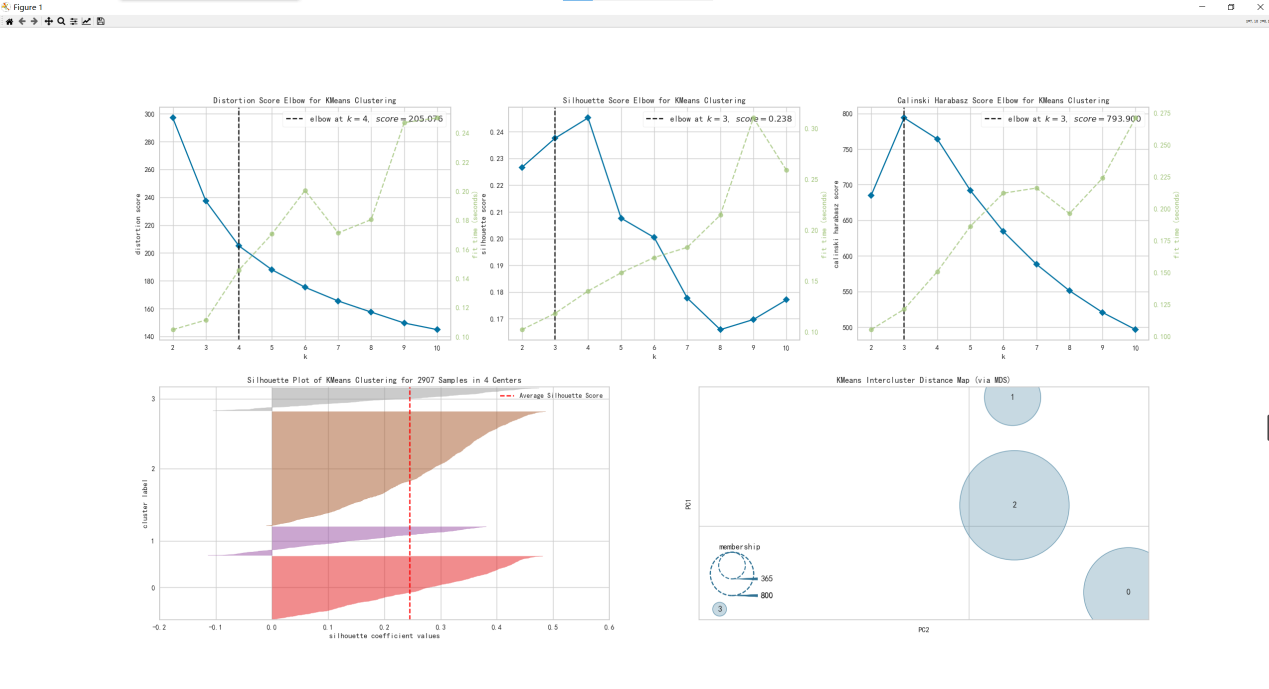 Figure 1
Distortion Score Elbow for KMeans Clustering
elbow at k = 4, score = 205.076
300
280
260
240
220
200
180
160
140
distortion score
2 3 4 5 6 7 8 9 10
k
0.24
0.22
0.20
0.18
0.16
0.14
0.12
0.10
fit time (seconds)
Silhouette Score Elbow for KMeans Clustering
elbow at k = 3, score = 0.238
0.24
0.23
0.22
0.21
0.20
0.19
0.18
0.17
silhouette score
2 3 4 5 6 7 8 9 10
k
0.30
0.25
0.20
0.15
0.10
fit time (seconds)
Calinski Harabasz Score Elbow for KMeans Clustering
elbow at k = 3, score = 793.900
800
750
700
650
600
550
500
calinski harabasz score
2 3 4 5 6 7 8 9 10
k
0.275
0.250
0.225
0.200
0.175
0.150
0.125
0.100
fit time (seconds)
Silhouette Plot of KMeans Clustering for 2907 Samples in 4 Centers
Average Silhouette Score
3
2
1
0
cluster label
-0.2 -0.1 0.0 0.1 0.2 0.3 0.4 0.5 0.6
silhouette coefficient values
KMeans Intercluster Distance Map (via MDS)
1
2
0
3
PC1
membership
365
800
PC2